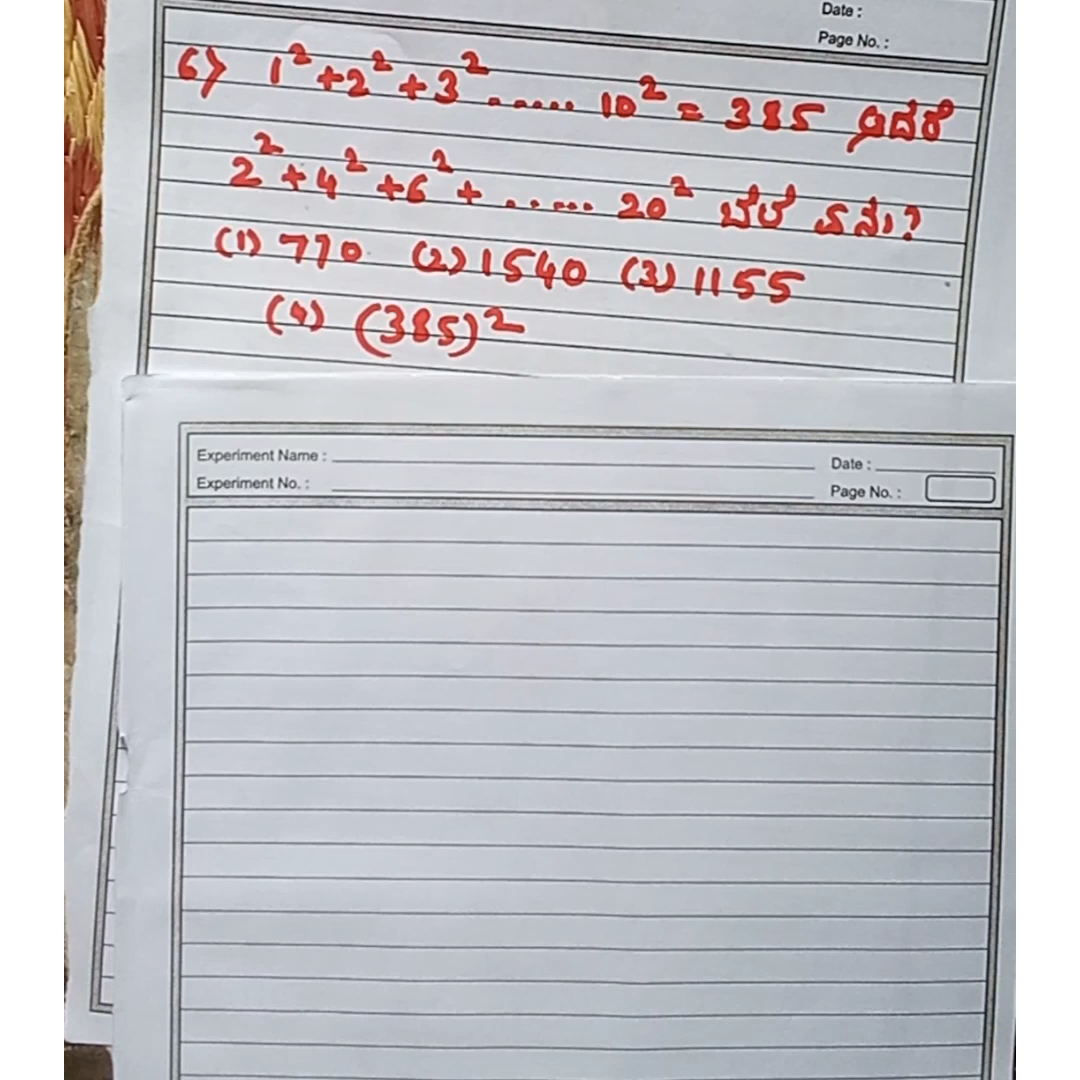 Date :
Page No. :
6) 1² + 2² + 3² ..... 10² = 385 ಆದರೆ
2² + 4² + 6² + ..... 20² ಬೆಲೆ ಏನು?
(1) 770 (2) 1540 (3) 1155
(4) (385)²
Experiment Name : Date :
Experiment No. : Page No. :